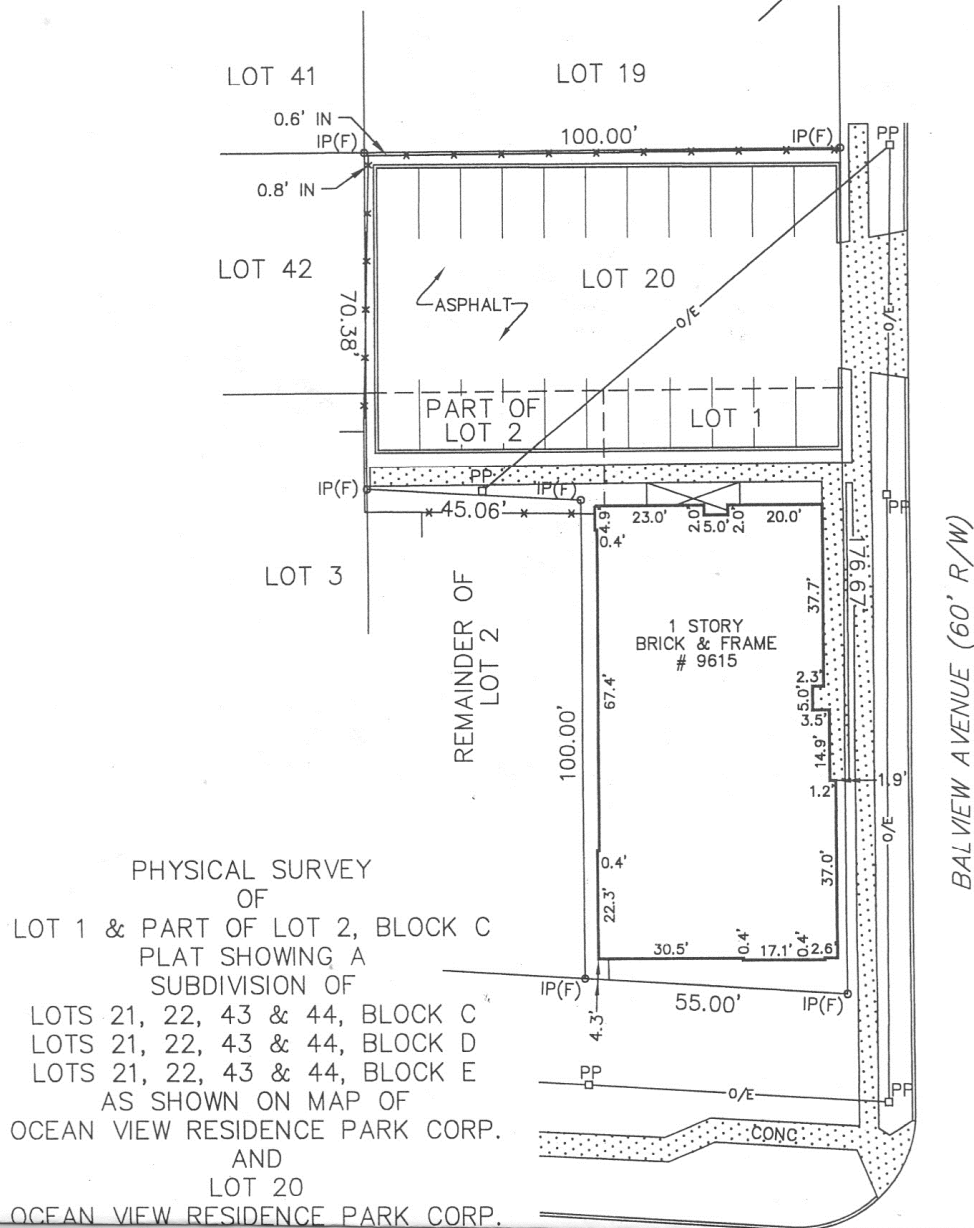 LOT 41
LOT 19
0.6' IN
IP(F)
100.00'
IP(F)
PP
0.8' IN
LOT 42
LOT 20
70.38'
ASPHALT
O/E
O/E
PART OF
LOT 2
LOT 1
IP(F)
PP
IP(F)
PP
45.06'
4.9'
0.4'
23.0'
2.0'
5.0'
2.0'
20.0'
176.67'
LOT 3
37.7'
REMAINDER OF
LOT 2
1 STORY
BRICK & FRAME
# 9615
67.4'
2.3'
5.0'
3.5'
14.9'
100.00'
1.9'
1.2'
BALVIEW AVENUE (60' R/W)
O/E
0.4'
22.3'
37.0'
30.5'
0.4'
17.1'
0.4'
2.6'
IP(F)
55.00'
IP(F)
4.3'
PP
O/E
PP
CONC
PHYSICAL SURVEY
OF
LOT 1 & PART OF LOT 2, BLOCK C
PLAT SHOWING A
SUBDIVISION OF
LOTS 21, 22, 43 & 44, BLOCK C
LOTS 21, 22, 43 & 44, BLOCK D
LOTS 21, 22, 43 & 44, BLOCK E
AS SHOWN ON MAP OF
OCEAN VIEW RESIDENCE PARK CORP.
AND
LOT 20
OCEAN VIEW RESIDENCE PARK CORP.